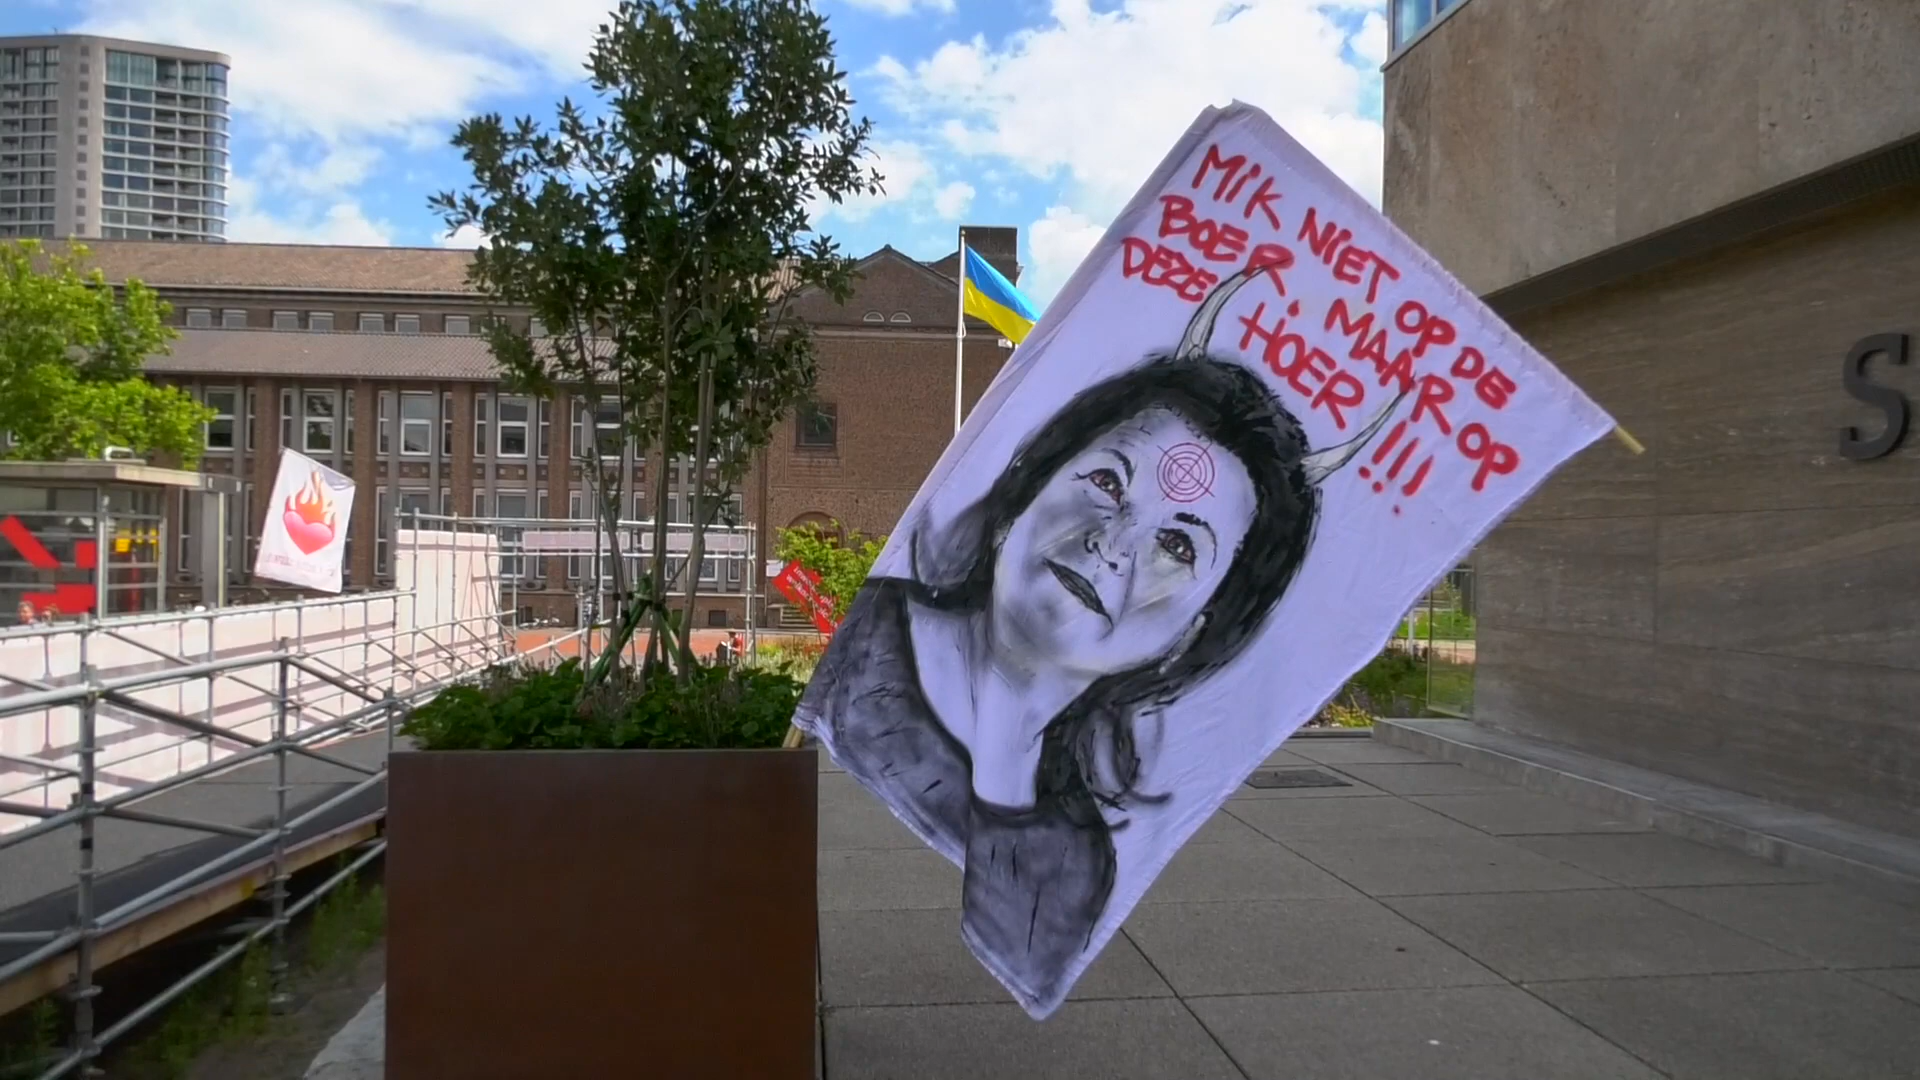 MiK NiET OP DE
BOER. MAAR OP
DEZE HOER !!!
S